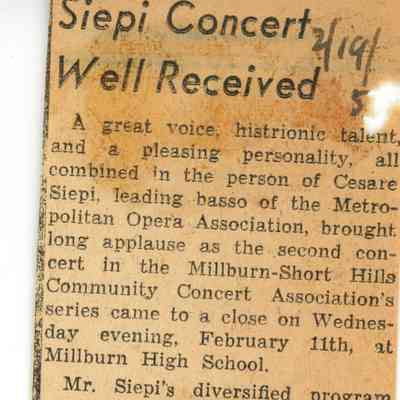 Siepi Concert
Well Received
2/19/
A great voice, histrionic talent,
and a pleasing personality, all
combined in the person of Cesare
Siepi, leading basso of the Metro-
politan Opera Association, brought
long applause as the second con-
cert in the Millburn-Short Hills
Community Concert Association's
series came to a close on Wednes-
day evening, February 11th, at
Millburn High School.
Mr. Siepi's diversified program